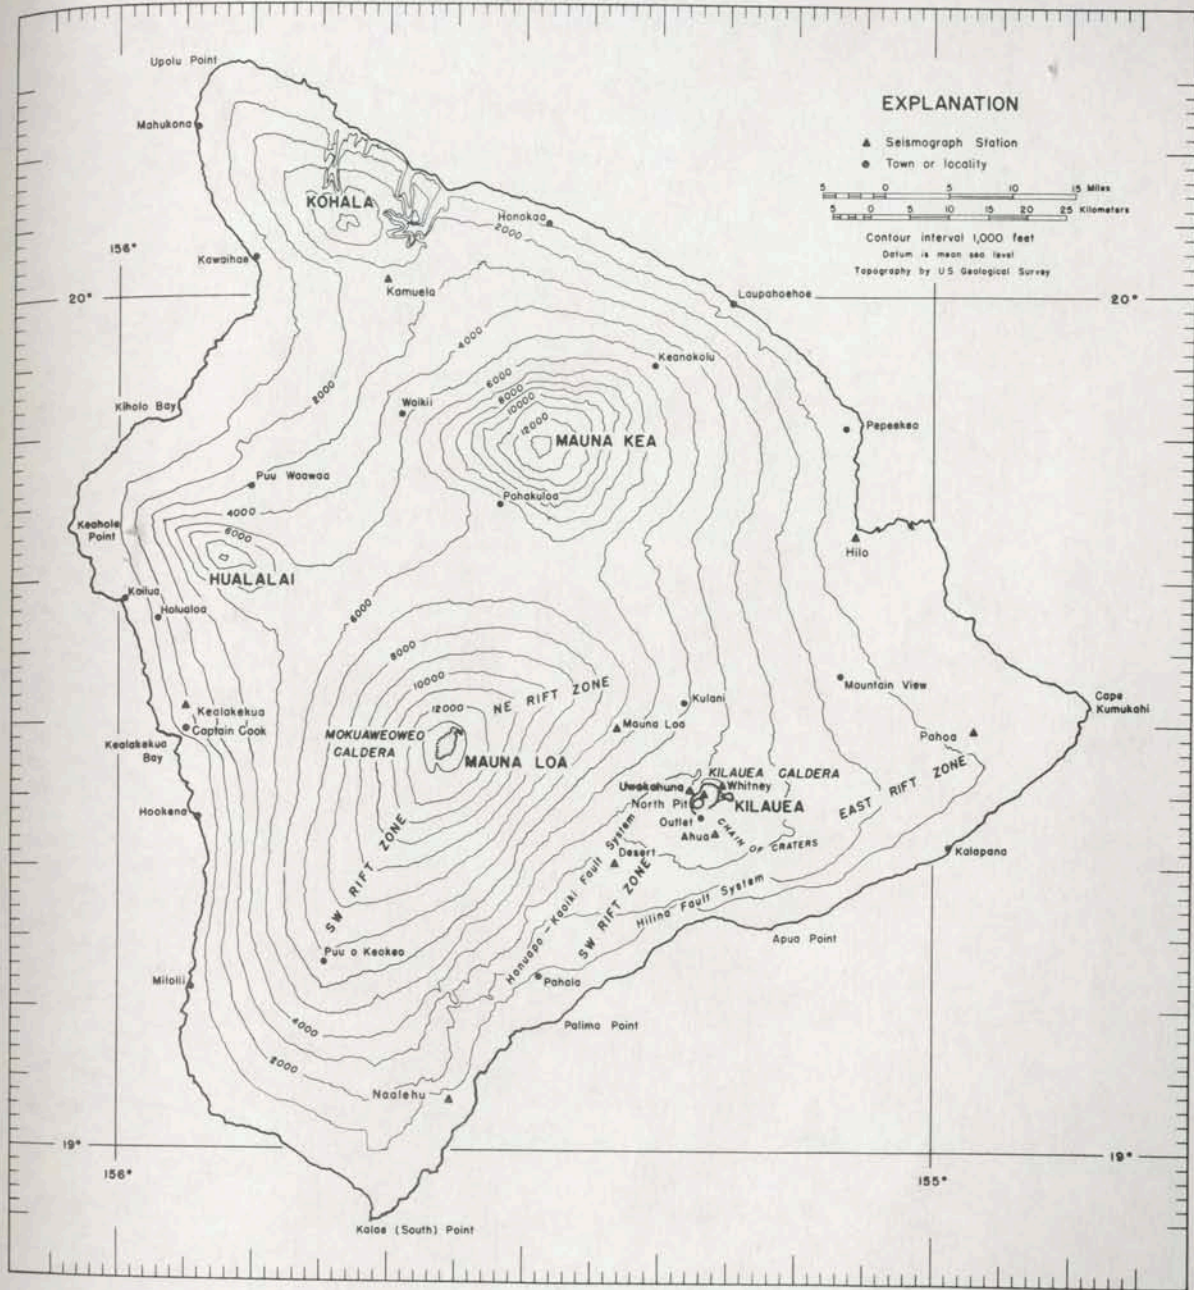 Upolu Point
EXPLANATION
Mahukona
Seismograph Station
Town or locality
5 0 5 10 15 Miles
5 0 5 10 15 20 25 Kilometers
KOHALA
Honokaa
2000
Contour interval 1,000 feet
Datum is mean sea level
Topography by U S Geological Survey
156°
Kawaihae
Kamuela
20°
Laupahoehoe
20°
4000
Keanakolu
6000
8000
10000
12000
2000
Waikii
Kiholo Bay
MAUNA KEA
Pepeekeo
Puu Waawaa
4000
Pohakuloa
Keahole
Point
6000
Hilo
HUALALAI
Kailua
Holualoa
6000
8000
10000
12000
NE RIFT ZONE
Kulani
Mountain View
Cape
Kumukahi
Kealakekua
Captain Cook
Mauna Loa
Kealakekua
Bay
MOKUAWEOWEO
CALDERA
MAUNA LOA
Pahoa
KILAUEA CALDERA
Uwekahuna
Whitney
North Pit
KILAUEA
EAST RIFT ZONE
Hookena
Outlet
Ahua
CHAIN OF CRATERS
Desert
Kalapana
SW RIFT ZONE
Honuapo - Kaoiki Fault System
SW RIFT ZONE
Hilina Fault System
Apua Point
Puu o Keokeo
Pahala
Milolii
4000
Palima Point
2000
Naalehu
19°
19°
156°
155°
Kalae (South) Point